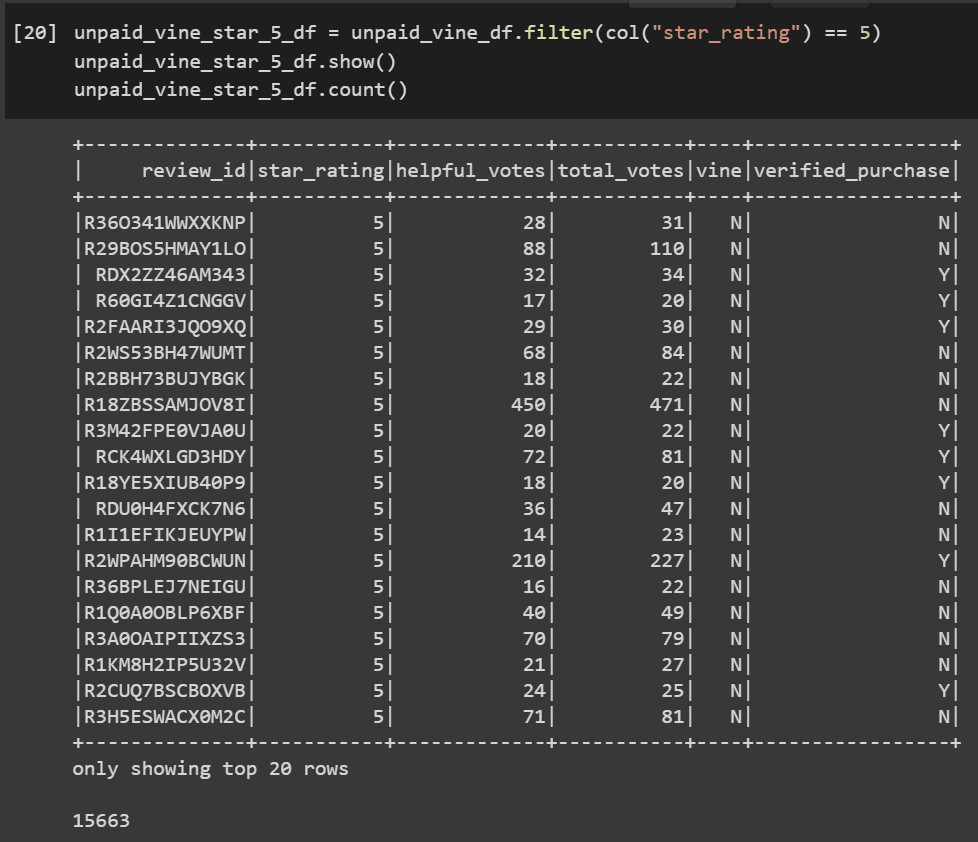 [20] unpaid_vine_star_5_df = unpaid_vine_df.filter(col("star_rating") == 5)
unpaid_vine_star_5_df.show()
unpaid_vine_star_5_df.count()
+--------------+-----------+-------------+-----------+----+-----------------+
|     review_id|star_rating|helpful_votes|total_votes|vine|verified_purchase|
+--------------+-----------+-------------+-----------+----+-----------------+
|R36O341WWXXKNP|          5|           28|         31|   N|                N|
|R29BOS5HMAY1LO|          5|           88|        110|   N|                N|
| RDX2ZZ46AM343|          5|           32|         34|   N|                Y|
| R60GI4Z1CNGGV|          5|           17|         20|   N|                Y|
|R2FAARI3JQO9XQ|          5|           29|         30|   N|                Y|
|R2WS53BH47WUMT|          5|           68|         84|   N|                N|
|R2BBH73BUJYBGK|          5|           18|         22|   N|                N|
|R18ZBSSAMJOV8I|          5|          450|        471|   N|                N|
|R3M42FPE0VJA0U|          5|           20|         22|   N|                Y|
| RCK4WXLGD3HDY|          5|           72|         81|   N|                Y|
|R18YE5XIUB40P9|          5|           18|         20|   N|                Y|
| RDU0H4FXCK7N6|          5|           36|         47|   N|                N|
|R1I1EFIKJEUYPW|          5|           14|         23|   N|                N|
|R2WPAHM90BCWUN|          5|          210|        227|   N|                Y|
|R36BPLEJ7NEIGU|          5|           16|         22|   N|                N|
|R1Q0A0OBLP6XBF|          5|           40|         49|   N|                N|
|R3A0OAIPIIXZS3|          5|           70|         79|   N|                N|
|R1KM8H2IP5U32V|          5|           21|         27|   N|                N|
|R2CUQ7BSCBOXVB|          5|           24|         25|   N|                Y|
|R3H5ESWACX0M2C|          5|           71|         81|   N|                N|
+--------------+-----------+-------------+-----------+----+-----------------+
only showing top 20 rows
15663